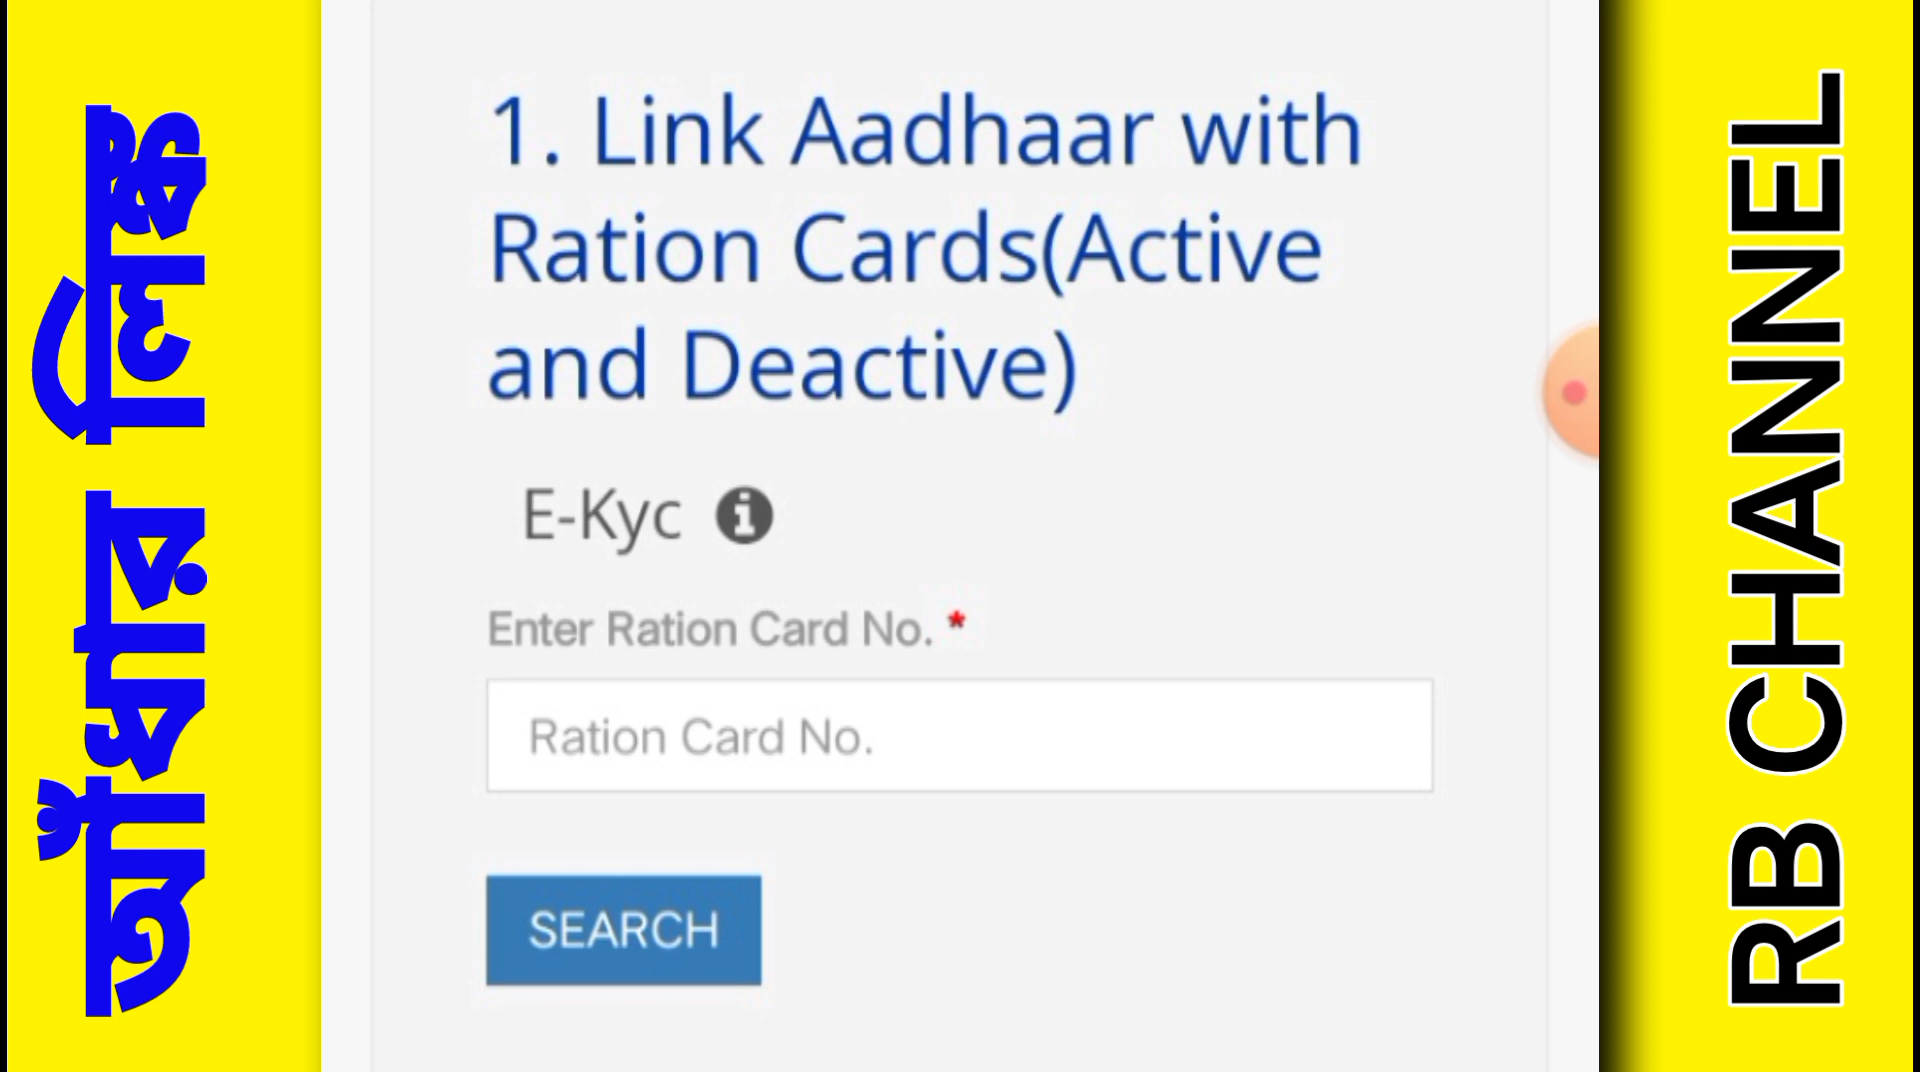 আঁধার লিঙ্ক
1. Link Aadhaar with
Ration Cards(Active
and Deactive)
E-Kyc
Enter Ration Card No. *
Ration Card No.
SEARCH
RB CHANNEL